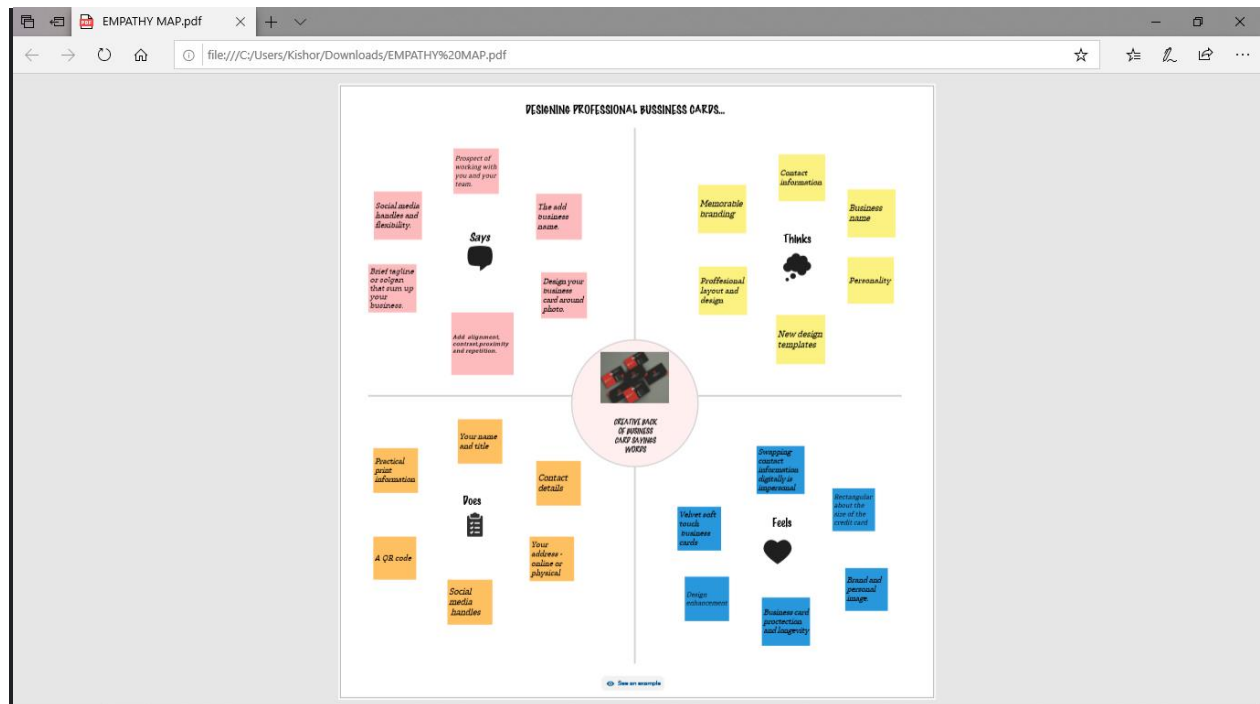 EMPATHY MAP.pdf
file:///C:/Users/Kishor/Downloads/EMPATHY%20MAP.pdf
DESIGNING PROFESSIONAL BUSSINESS CARDS...
Prospect of
working with
you and your
team.
Social media
handles and
flexibility.
The add
business
name.
Says
Brief tagline
or solgan
that sum up
your
business.
Design your
business
card around
photo.
Add alignment,
contrast,proximity
and repetition.
Contact
information
Memorable
branding
Business
name
Thinks
Proffesional
layout and
design
Personality
New design
templates
CREATIVE BACK
OF BUSINESS
CARD SAYINGS
WORDS
Your name
and title
Practical
print
information
Contact
details
Does
A QR code
Your
address -
online or
physical
Social
media
handles
Swapping
contact
information
digitally is
impersonal
Rectangular
about the
size of the
credit card
Velvet soft
touch
business
cards
Feels
Design
enhancement
Brand and
personal
image.
Business card
proctection
and longevity
See an example